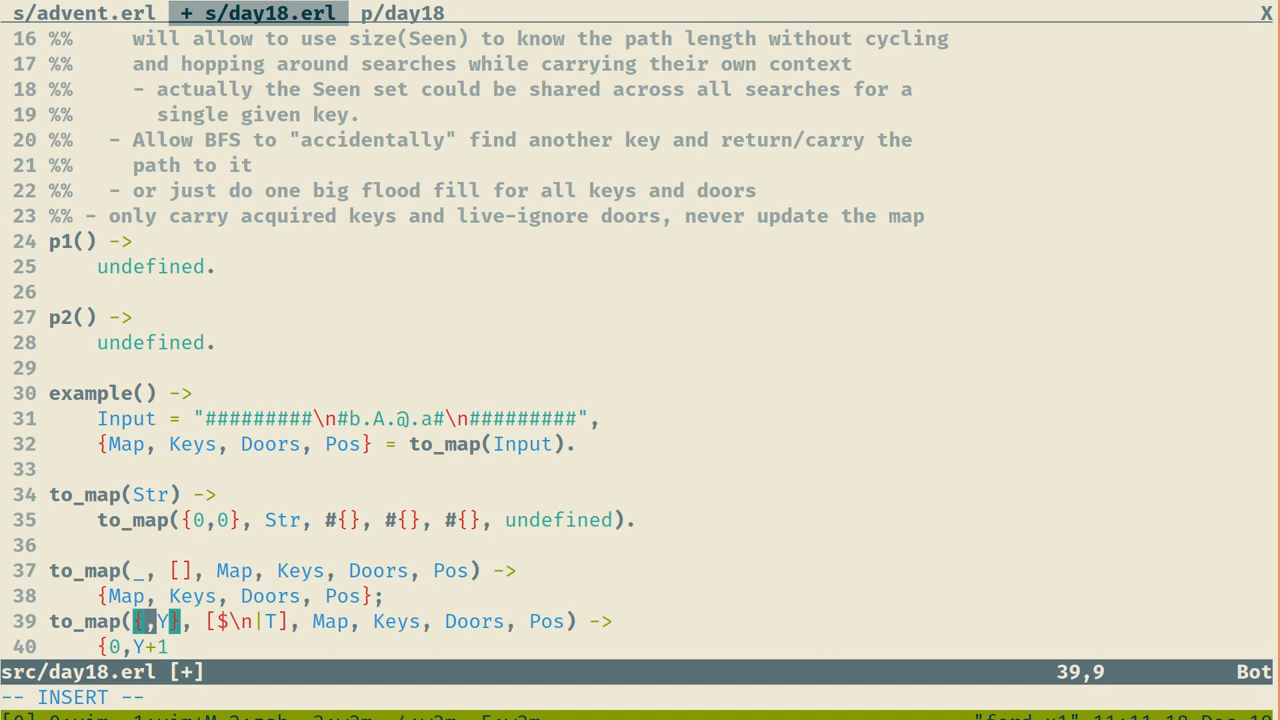 s/advent.erl + s/day18.erl p/day18 X
16 %% will allow to use size(Seen) to know the path length without cycling
17 %% and hopping around searches while carrying their own context
18 %% - actually the Seen set could be shared across all searches for a
19 %% single given key.
20 %% - Allow BFS to "accidentally" find another key and return/carry the
21 %% path to it
22 %% - or just do one big flood fill for all keys and doors
23 %% - only carry acquired keys and live-ignore doors, never update the map
24 p1() ->
25 undefined.
26
27 p2() ->
28 undefined.
29
30 example() ->
31 Input = "#########\n#b.A.@.a#\n#########",
32 {Map, Keys, Doors, Pos} = to_map(Input).
33
34 to_map(Str) ->
35 to_map({0,0}, Str, #{}, #{}, #{}, undefined).
36
37 to_map(_, [], Map, Keys, Doors, Pos) ->
38 {Map, Keys, Doors, Pos};
39 to_map({,Y}, [$\n|T], Map, Keys, Doors, Pos) ->
40 {0,Y+1
src/day18.erl [+] 39,9 Bot
-- INSERT --